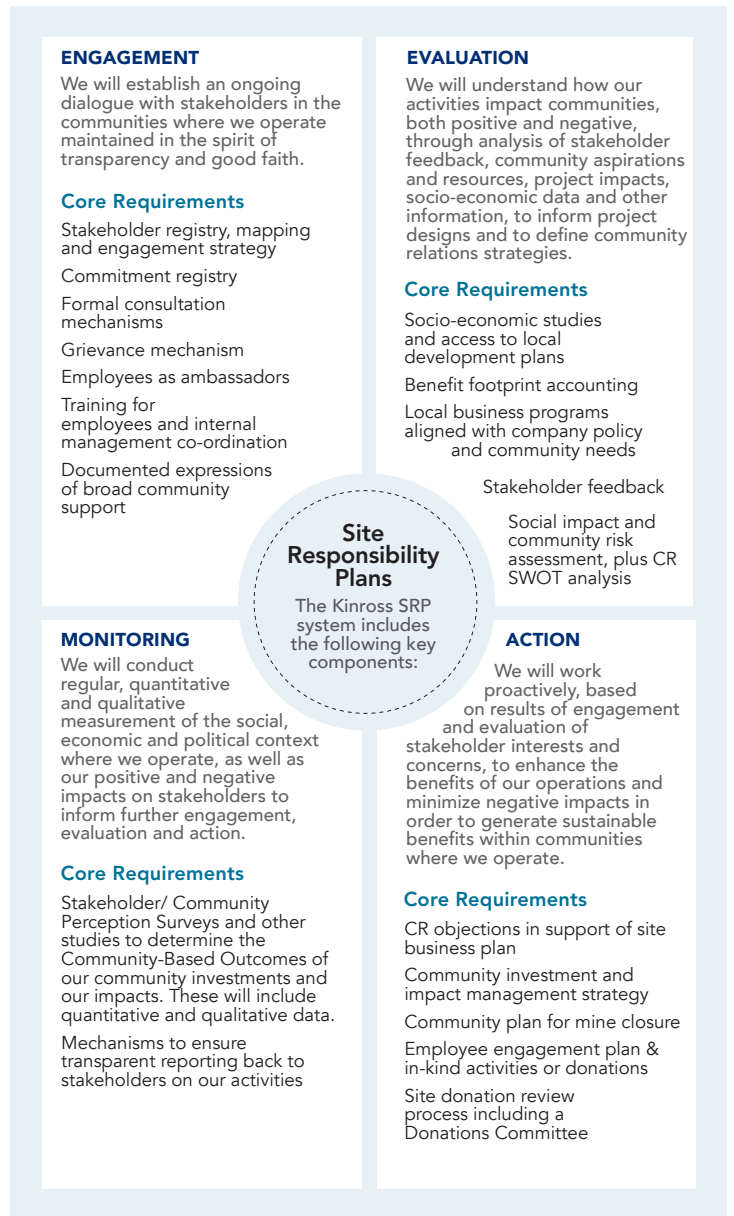 ENGAGEMENT
We will establish an ongoing
dialogue with stakeholders in the
communities where we operate
maintained in the spirit of
transparency and good faith.
Core Requirements
Stakeholder registry, mapping
and engagement strategy
Commitment registry
Formal consultation
mechanisms
Grievance mechanism
Employees as ambassadors
Training for
employees and internal
management co-ordination
Documented expressions
of broad community
support
EVALUATION
We will understand how our
activities impact communities,
both positive and negative,
through analysis of stakeholder
feedback, community aspirations
and resources, project impacts,
socio-economic data and other
information, to inform project
designs and to define community
relations strategies.
Core Requirements
Socio-economic studies
and access to local
development plans
Benefit footprint accounting
Local business programs
aligned with company policy
and community needs
Stakeholder feedback
Social impact and
community risk
assessment, plus CR
SWOT analysis
Site
Responsibility
Plans
The Kinross SRP
system includes
the following key
components:
MONITORING
We will conduct
regular, quantitative
and qualitative
measurement of the social,
economic and political context
where we operate, as well as
our positive and negative
impacts on stakeholders to
inform further engagement,
evaluation and action.
Core Requirements
Stakeholder/ Community
Perception Surveys and other
studies to determine the
Community-Based Outcomes of
our community investments and
our impacts. These will include
quantitative and qualitative data.
Mechanisms to ensure
transparent reporting back to
stakeholders on our activities
ACTION
We will work
proactively, based
on results of engagement
and evaluation of
stakeholder interests and
concerns, to enhance the
benefits of our operations and
minimize negative impacts in
order to generate sustainable
benefits within communities
where we operate.
Core Requirements
CR objections in support of site
business plan
Community investment and
impact management strategy
Community plan for mine closure
Employee engagement plan &
in-kind activities or donations
Site donation review
process including a
Donations Committee